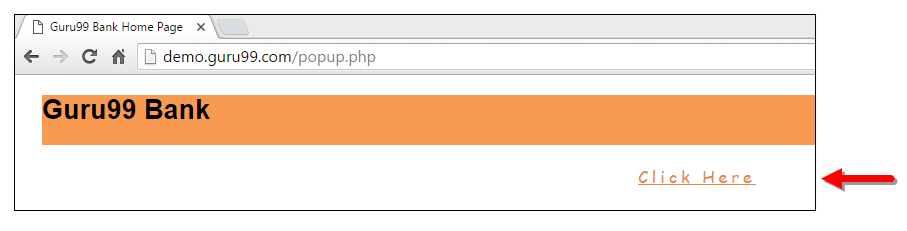 Guru99 Bank Home Page
demo.guru99.com/popup.php
Guru99 Bank
Click Here